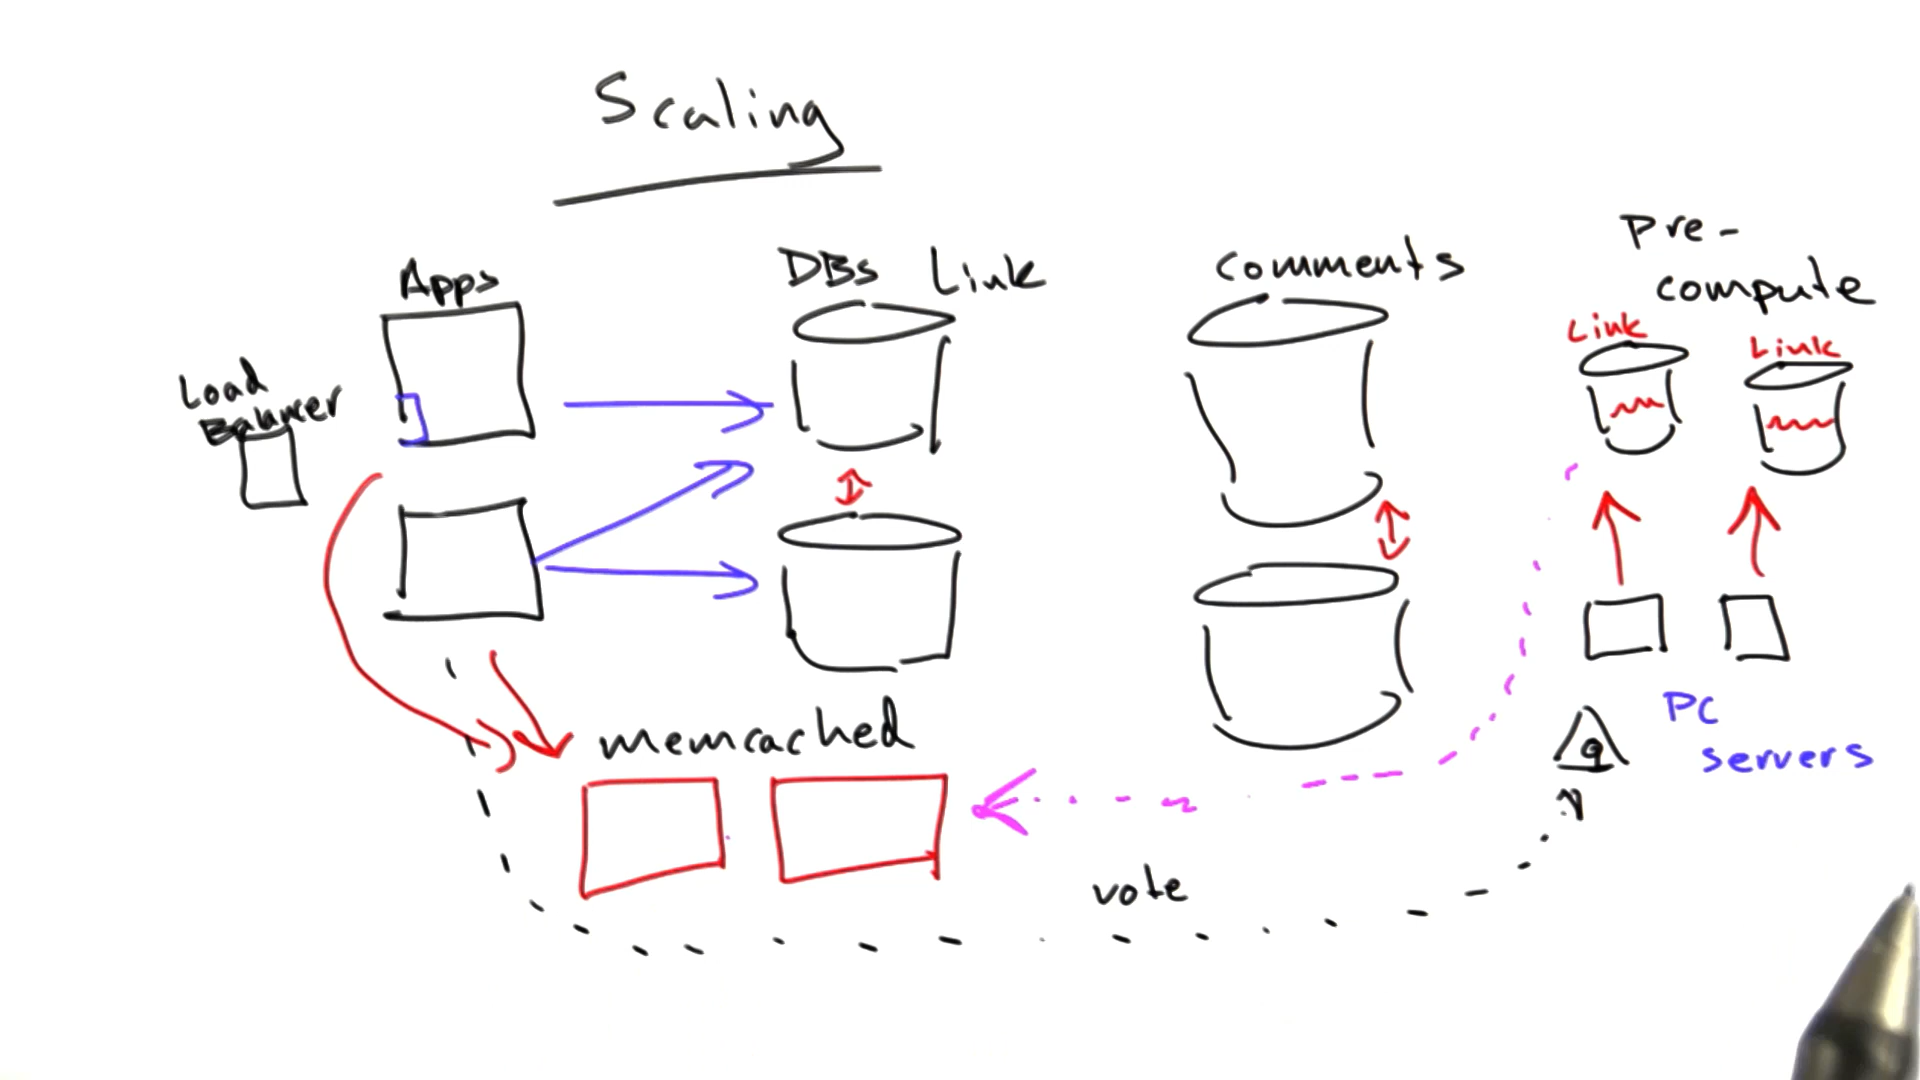 Scaling
Apps
DBs Link
Comments
Pre-
compute
Link
Link
Load
Balancer
PC
servers
memcached
q
vote